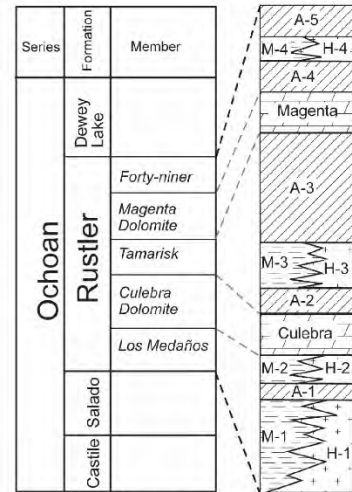 Series
Formation
Member
Ochoan
Dewey
Lake
Rustler
Forty-niner
Magenta
Dolomite
Tamarisk
Culebra
Dolomite
Los Medaños
Salado
Castile
A-5
M-4 H-4
A-4
Magenta
A-3
M-3 H-3
A-2
Culebra
M-2 H-2
A-1
M-1 H-1